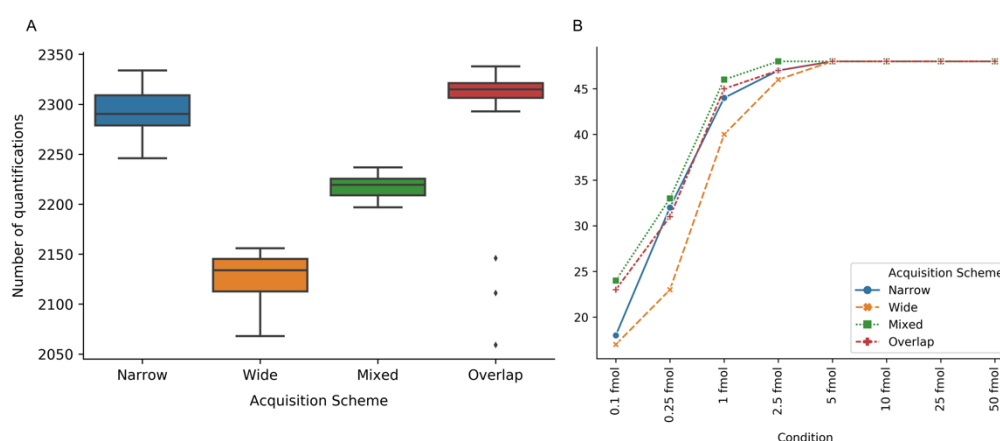 A
Number of quantifications
2350
2300
2250
2200
2150
2100
2050
Narrow
Wide
Mixed
Overlap
Acquisition Scheme
B
45
40
35
30
25
20
Acquisition Scheme
Narrow
Wide
Mixed
Overlap
0.1 fmol
0.25 fmol
1 fmol
2.5 fmol
5 fmol
10 fmol
25 fmol
50 fmol
Condition